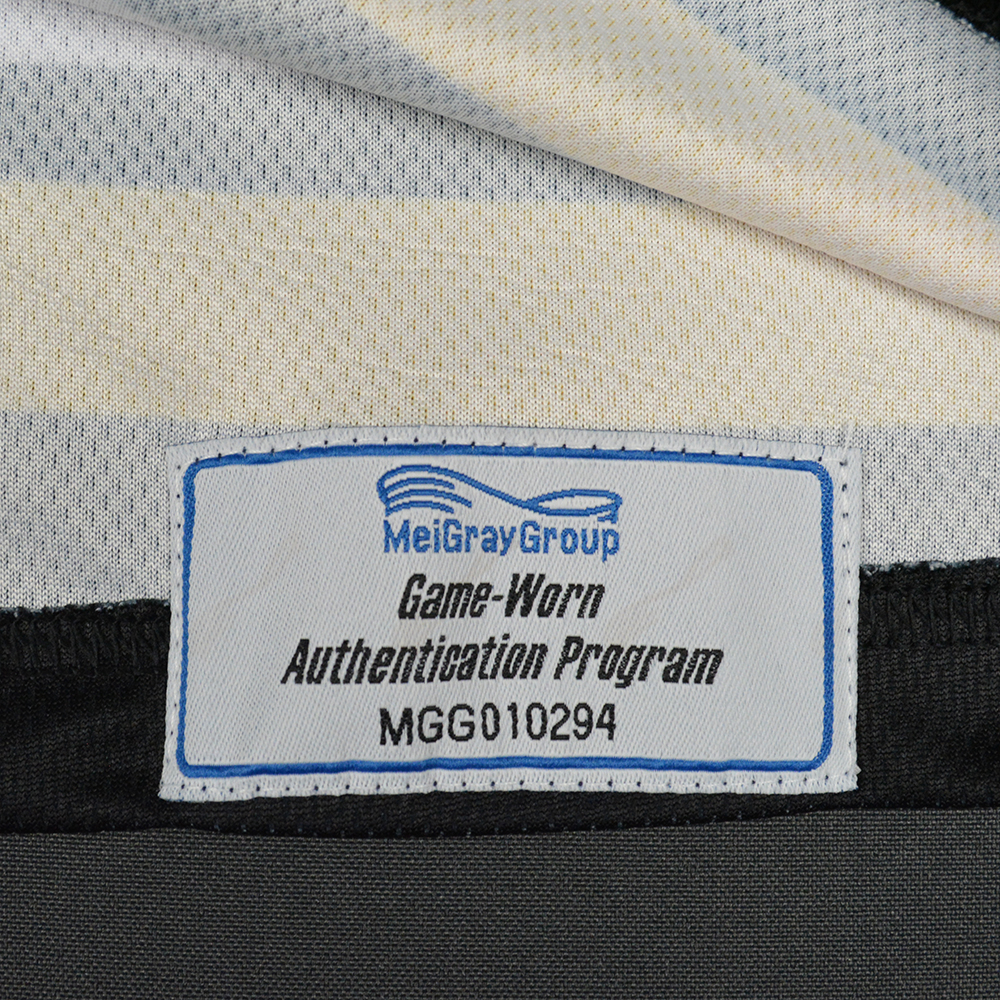 MeiGrayGroup
Game-Worn
Authentication Program
MGG010294